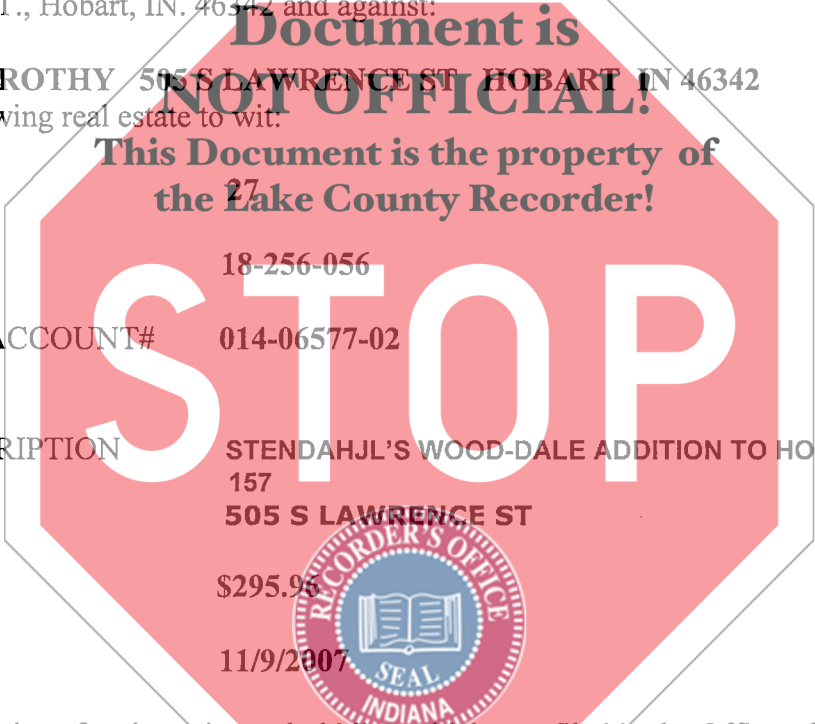 T., Hobart, IN. 46342 and against:
Document is
ROTHY 505 S LAWRENCE ST HOBART IN 46342
NOT OFFICIAL!
wing real estate to wit:
This Document is the property of
27
the Lake County Recorder!
18-256-056
STOP
ACCOUNT# 014-06577-02
RIPTION STENDAHJL'S WOOD-DALE ADDITION TO HO
157
505 S LAWRENCE ST
RECORDER'S OFFICE
$295.96
11/9/2007
SEAL
INDIANA